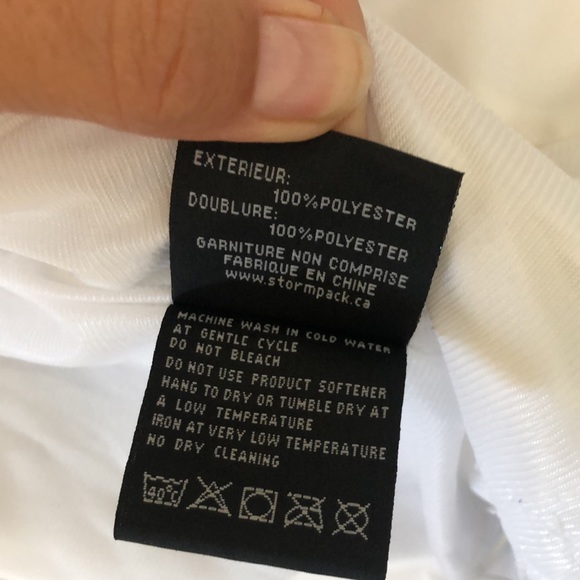 EXTERIEUR:
100%POLYESTER
DOUBLURE:
100%POLYESTER
GARNITURE NON COMPRISE
FABRIQUE EN CHINE
www.stormpack.ca
MACHINE WASH IN COLD WATER
AT GENTLE CYCLE
DO NOT BLEACH
DO NOT USE PRODUCT SOFTENER
HANG TO DRY OR TUMBLE DRY AT
A LOW TEMPERATURE
IRON AT VERY LOW TEMPERATURE
NO DRY CLEANING
40°C